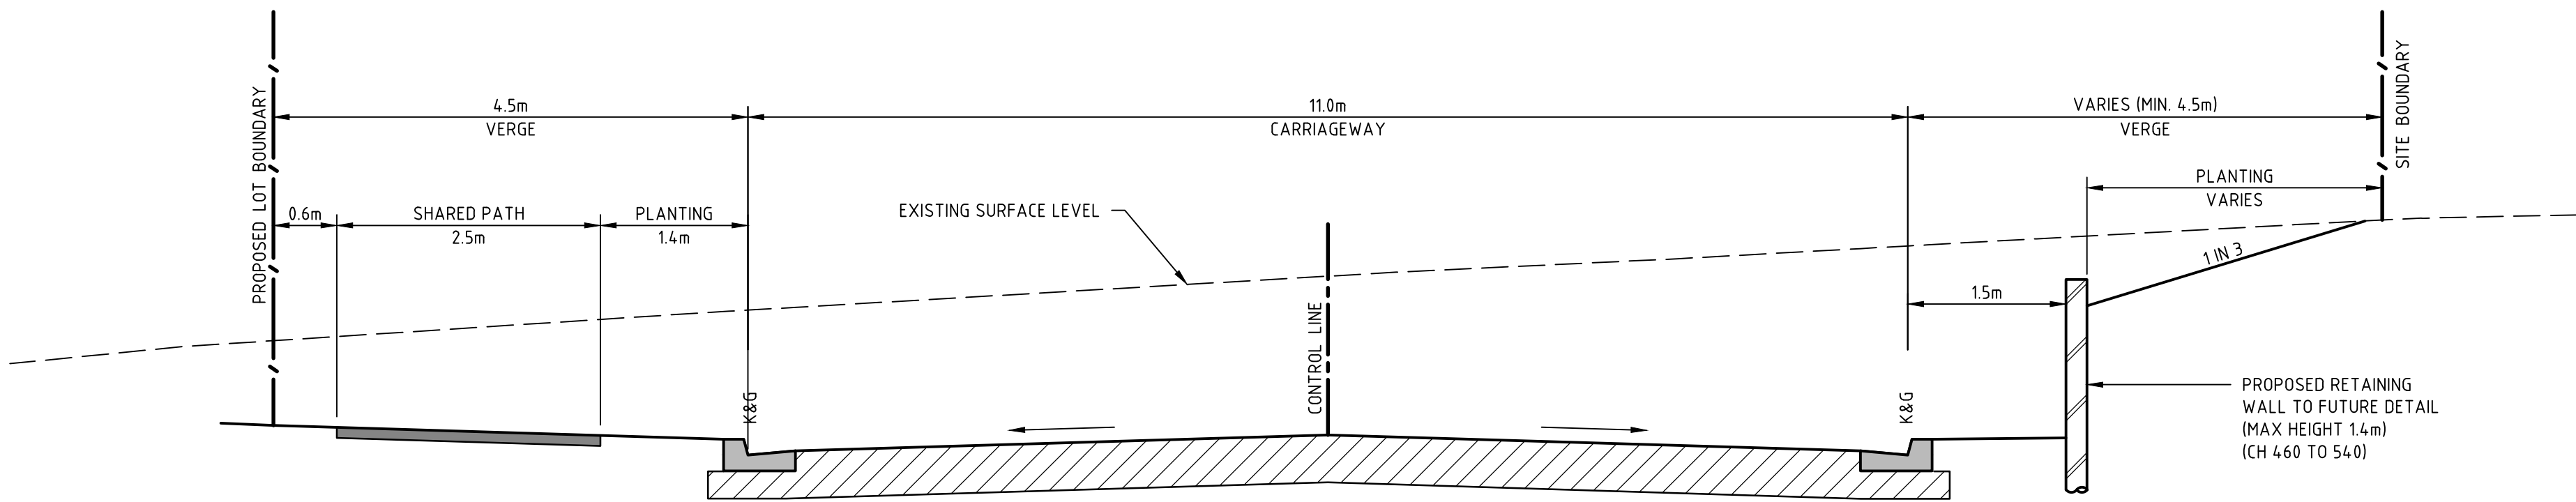 PROPOSED LOT BOUNDARY
4.5m
VERGE
11.0m
CARRIAGEWAY
VARIES (MIN. 4.5m)
VERGE
SITE BOUNDARY
0.6m
SHARED PATH
2.5m
PLANTING
1.4m
EXISTING SURFACE LEVEL
PLANTING
VARIES
1 IN 3
1.5m
K&G
CONTROL LINE
K&G
PROPOSED RETAINING
WALL TO FUTURE DETAIL
(MAX HEIGHT 1.4m)
(CH 460 TO 540)